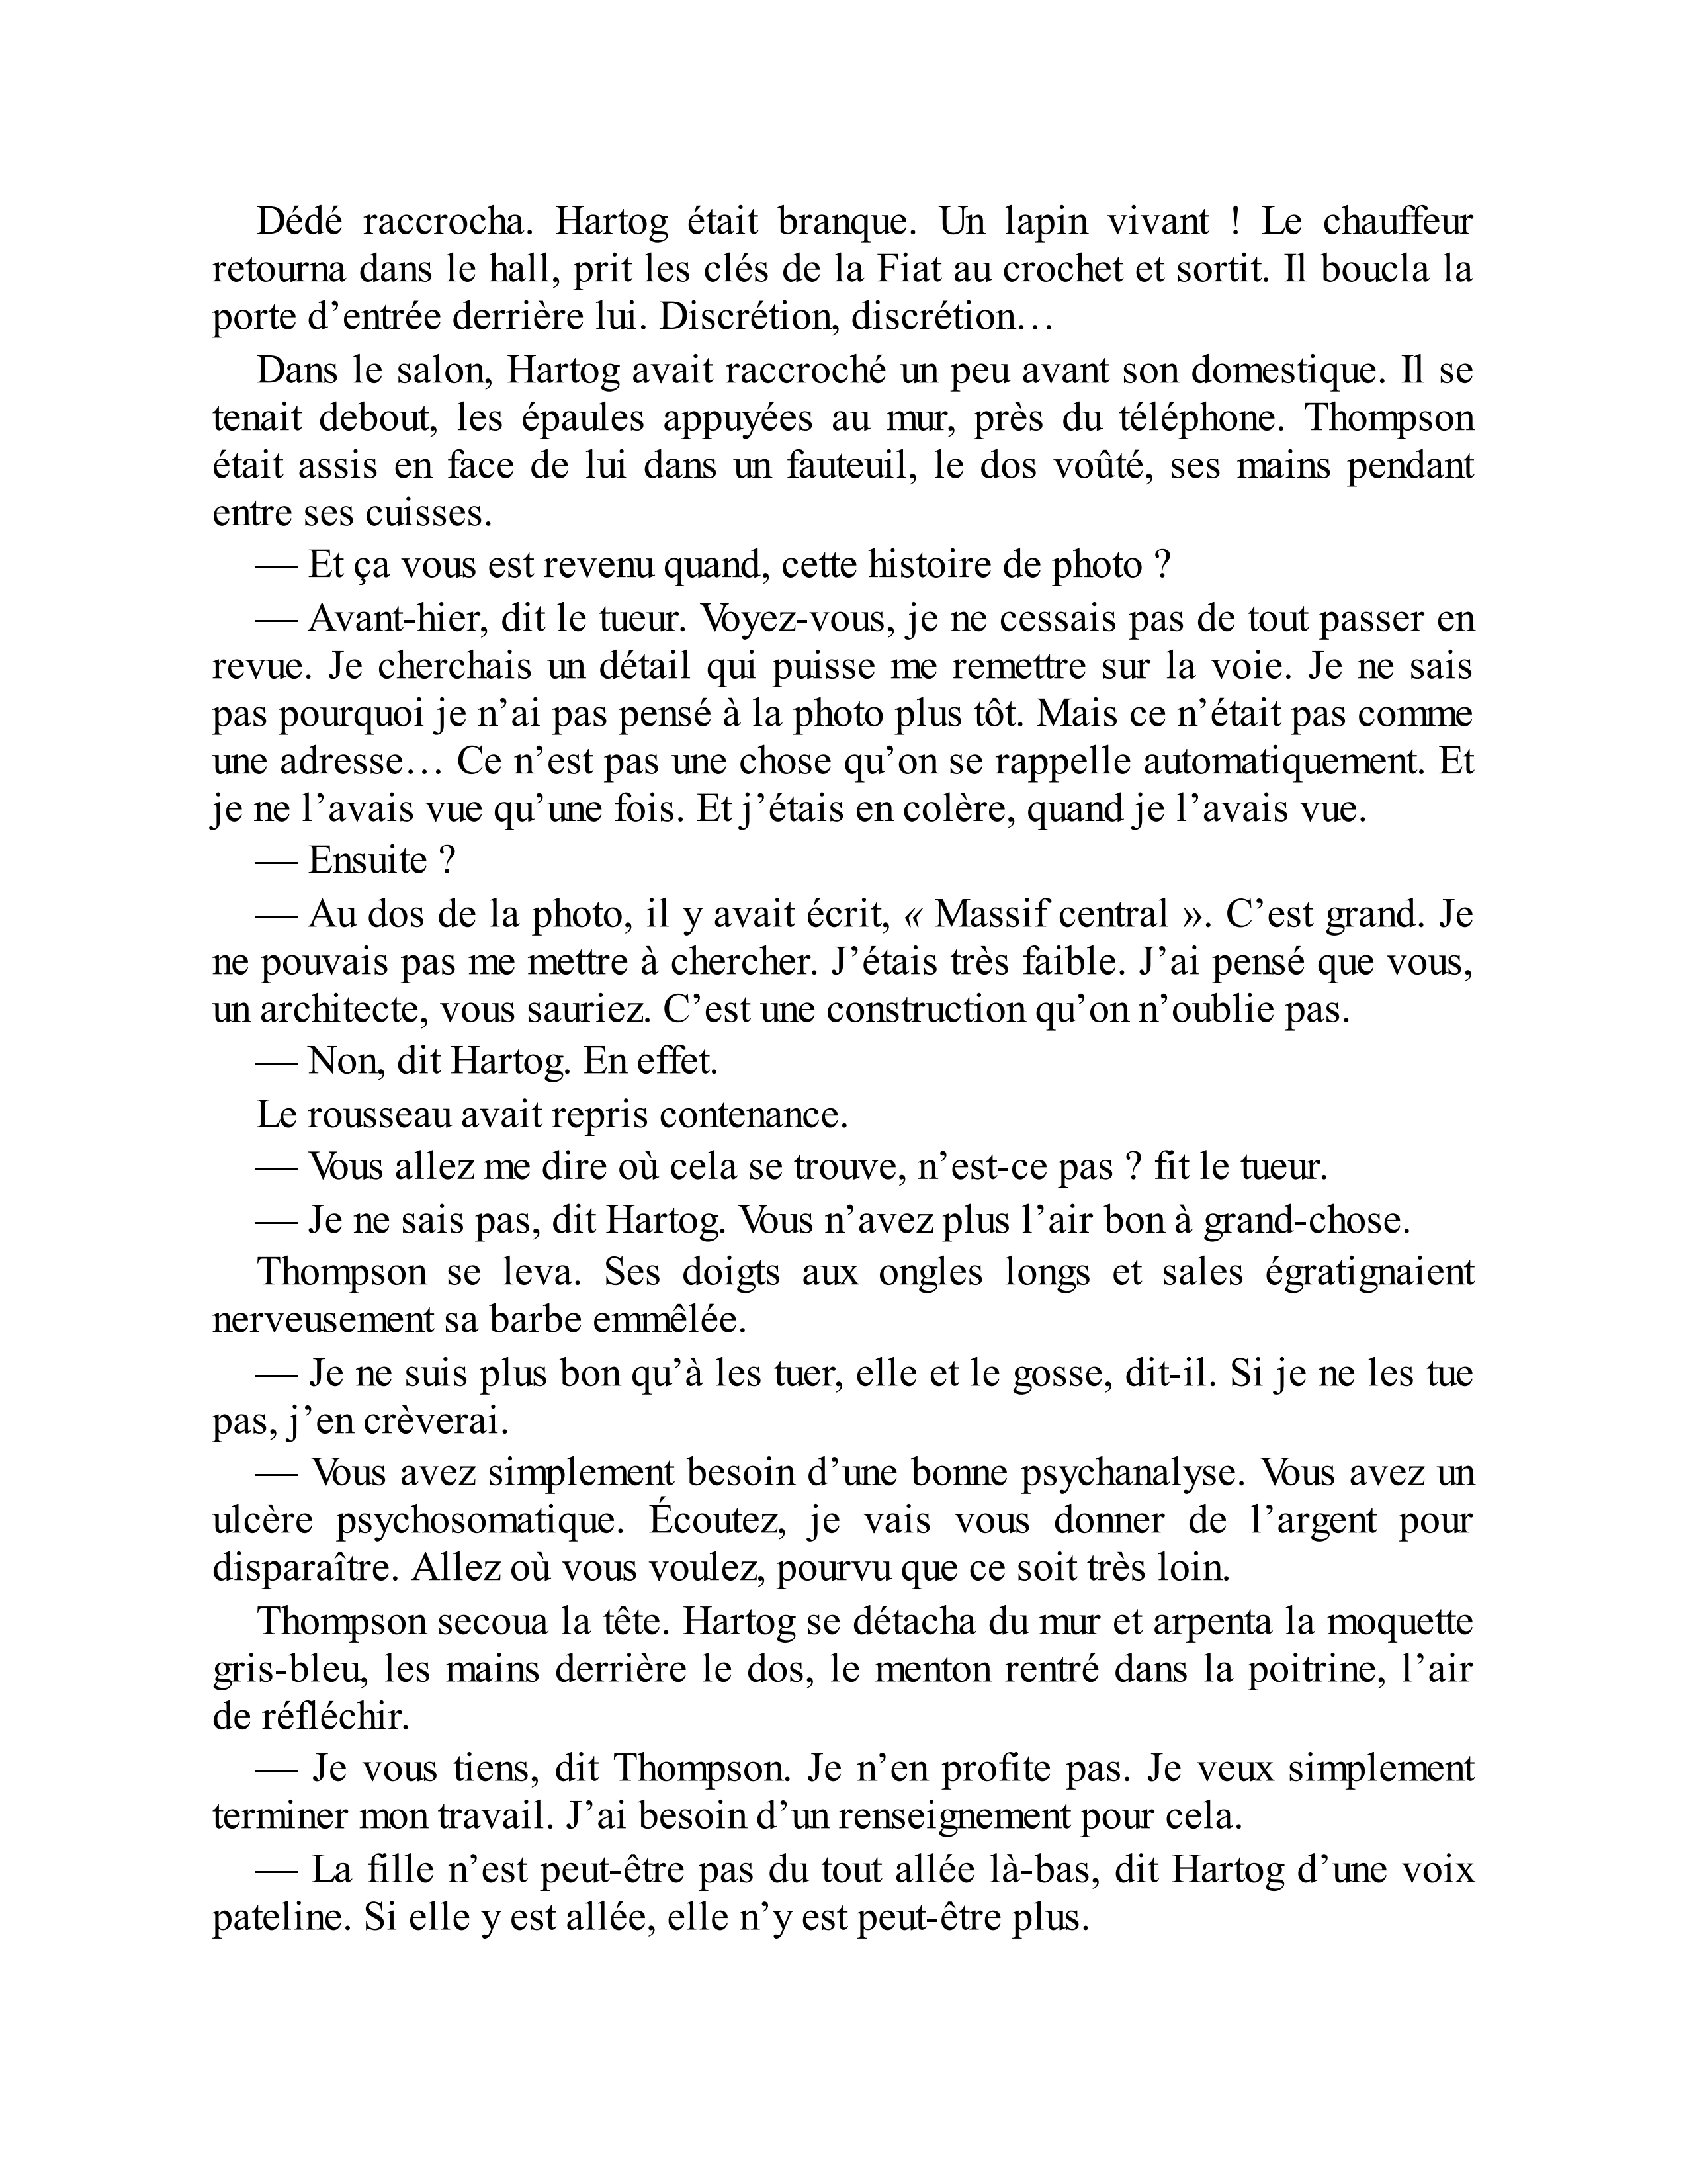 Dédé raccrocha. Hartog était branque. Un lapin vivant ! Le chauffeur
retourna dans le hall, prit les clés de la Fiat au crochet et sortit. Il boucla la
porte d’entrée derrière lui. Discrétion, discrétion…
Dans le salon, Hartog avait raccroché un peu avant son domestique. Il se
tenait debout, les épaules appuyées au mur, près du téléphone. Thompson
était assis en face de lui dans un fauteuil, le dos voûté, ses mains pendant
entre ses cuisses.
— Et ça vous est revenu quand, cette histoire de photo ?
— Avant-hier, dit le tueur. Voyez-vous, je ne cessais pas de tout passer en
revue. Je cherchais un détail qui puisse me remettre sur la voie. Je ne sais
pas pourquoi je n’ai pas pensé à la photo plus tôt. Mais ce n’était pas comme
une adresse… Ce n’est pas une chose qu’on se rappelle automatiquement. Et
je ne l’avais vue qu’une fois. Et j’étais en colère, quand je l’avais vue.
— Ensuite ?
— Au dos de la photo, il y avait écrit, « Massif central ». C’est grand. Je
ne pouvais pas me mettre à chercher. J’étais très faible. J’ai pensé que vous,
un architecte, vous sauriez. C’est une construction qu’on n’oublie pas.
— Non, dit Hartog. En effet.
Le rousseau avait repris contenance.
— Vous allez me dire où cela se trouve, n’est-ce pas ? fit le tueur.
— Je ne sais pas, dit Hartog. Vous n’avez plus l’air bon à grand-chose.
Thompson se leva. Ses doigts aux ongles longs et sales égratignaient
nerveusement sa barbe emmêlée.
— Je ne suis plus bon qu’à les tuer, elle et le gosse, dit-il. Si je ne les tue
pas, j’en crèverai.
— Vous avez simplement besoin d’une bonne psychanalyse. Vous avez un
ulcère psychosomatique. Écoutez, je vais vous donner de l’argent pour
disparaître. Allez où vous voulez, pourvu que ce soit très loin.
Thompson secoua la tête. Hartog se détacha du mur et arpenta la moquette
gris-bleu, les mains derrière le dos, le menton rentré dans la poitrine, l’air
de réfléchir.
— Je vous tiens, dit Thompson. Je n’en profite pas. Je veux simplement
terminer mon travail. J’ai besoin d’un renseignement pour cela.
— La fille n’est peut-être pas du tout allée là-bas, dit Hartog d’une voix
pateline. Si elle y est allée, elle n’y est peut-être plus.